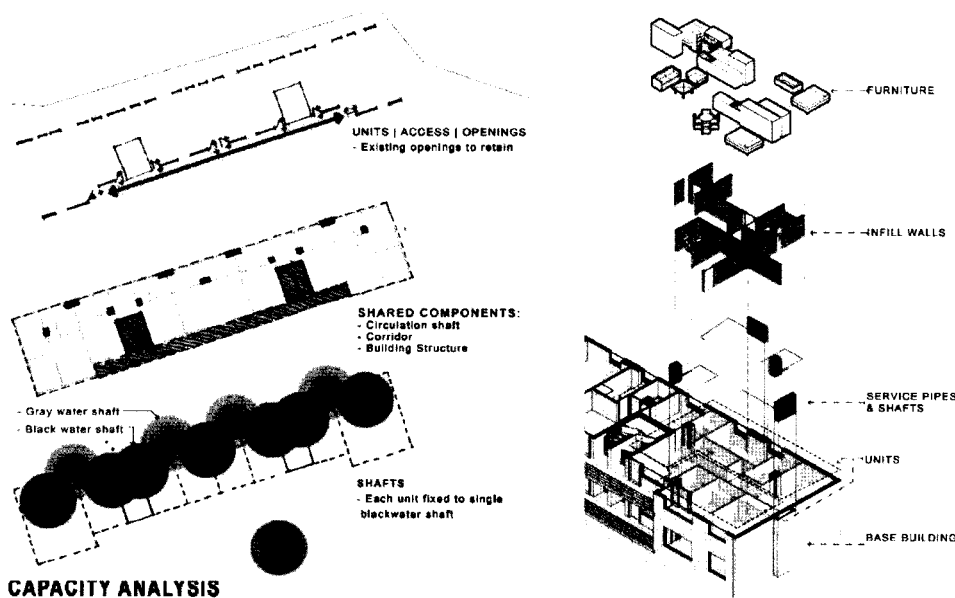 UNITS | ACCESS | OPENINGS
- Existing openings to retain
SHARED COMPONENTS:
- Circulation shaft
- Corridor
- Building Structure
- Gray water shaft
- Black water shaft
SHAFTS
- Each unit fixed to single
blackwater shaft
CAPACITY ANALYSIS
FURNITURE
INFILL WALLS
SERVICE PIPES
& SHAFTS
UNITS
BASE BUILDING